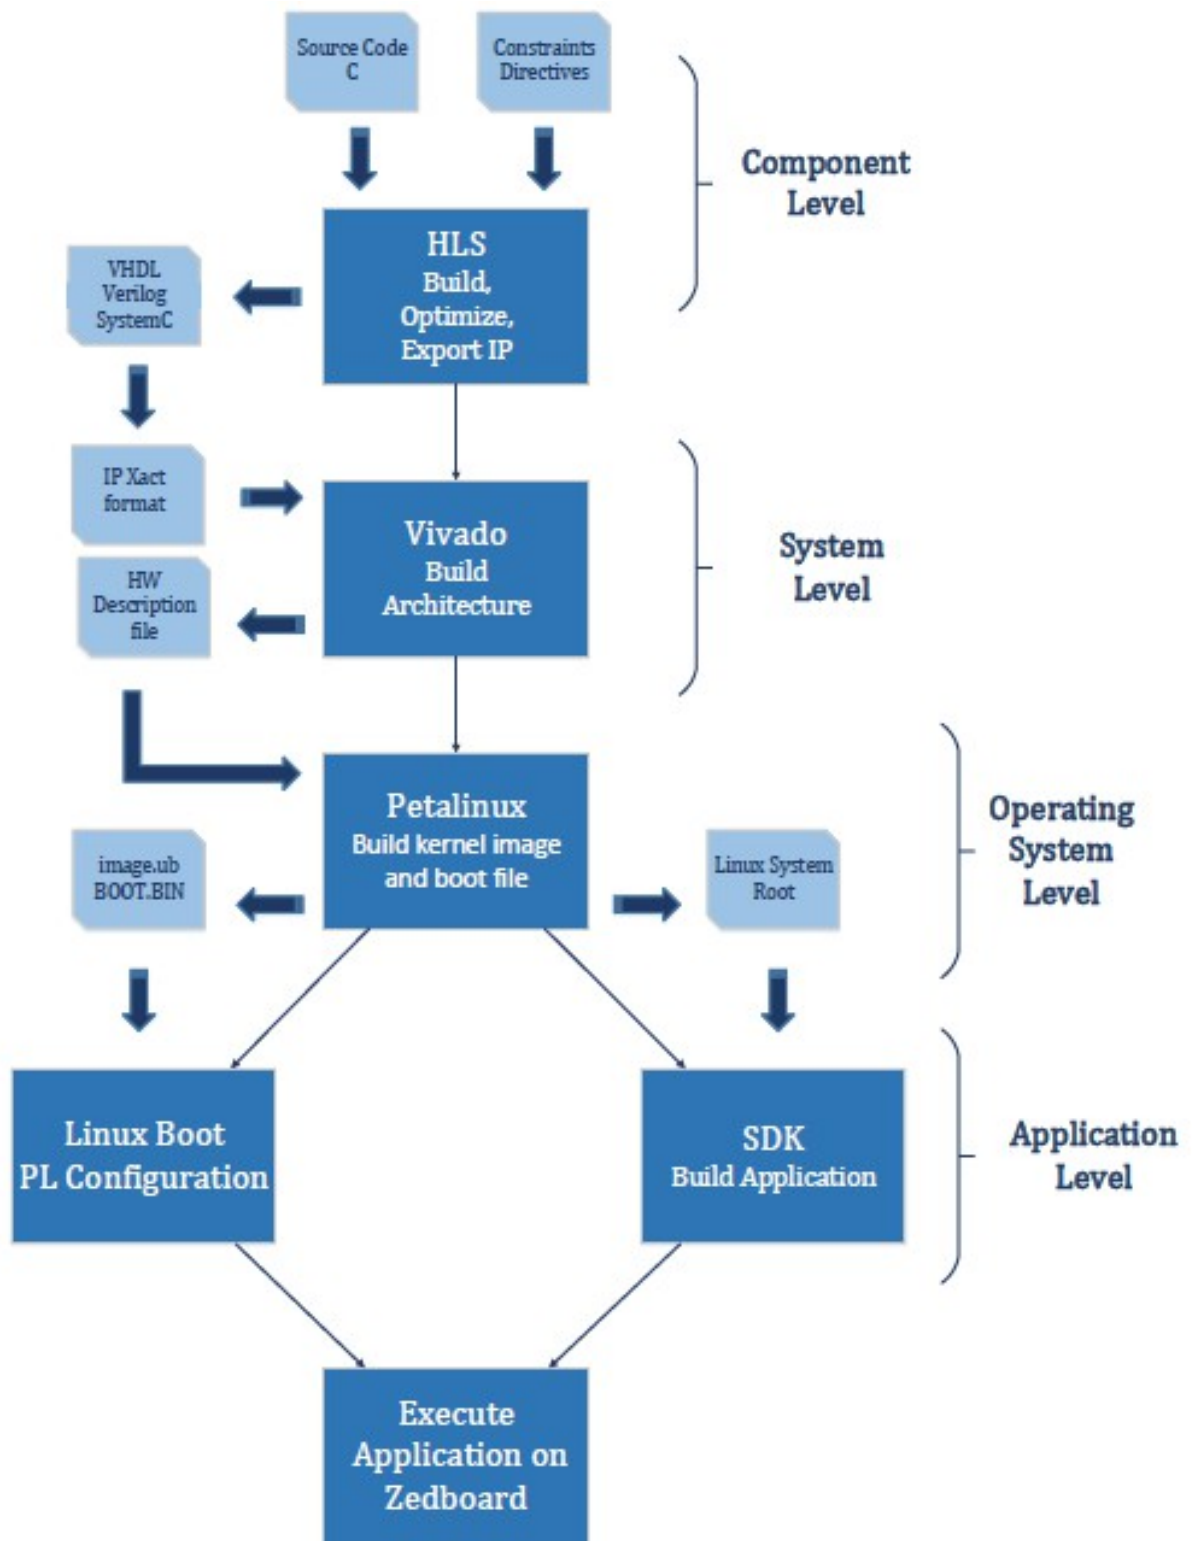 Source Code
C
Constraints
Directives
Component
Level
HLS
Build,
Optimize,
Export IP
VHDL
Verilog
SystemC
IP Xact
format
Vivado
Build
Architecture
System
Level
HW
Description
file
Petalinux
Build kernel image
and boot file
Operating
System
Level
image.ub
BOOT.BIN
Linux System
Root
Linux Boot
PL Configuration
SDK
Build Application
Application
Level
Execute
Application on
Zedboard